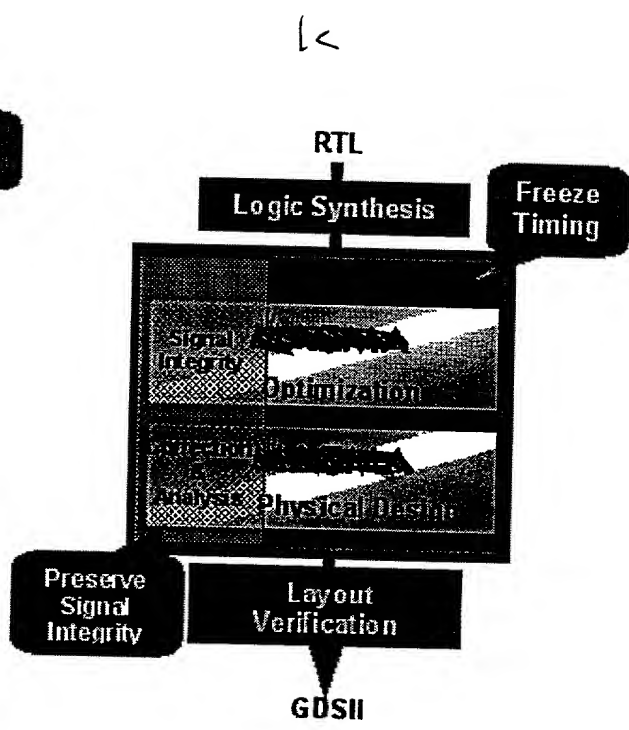 RTL
Logic Synthesis
Freeze
Timing
Signal
Integrity
Optimization
Analysis
Physical Design
Preserve
Signal
Integrity
Layout
Verification
GDSII